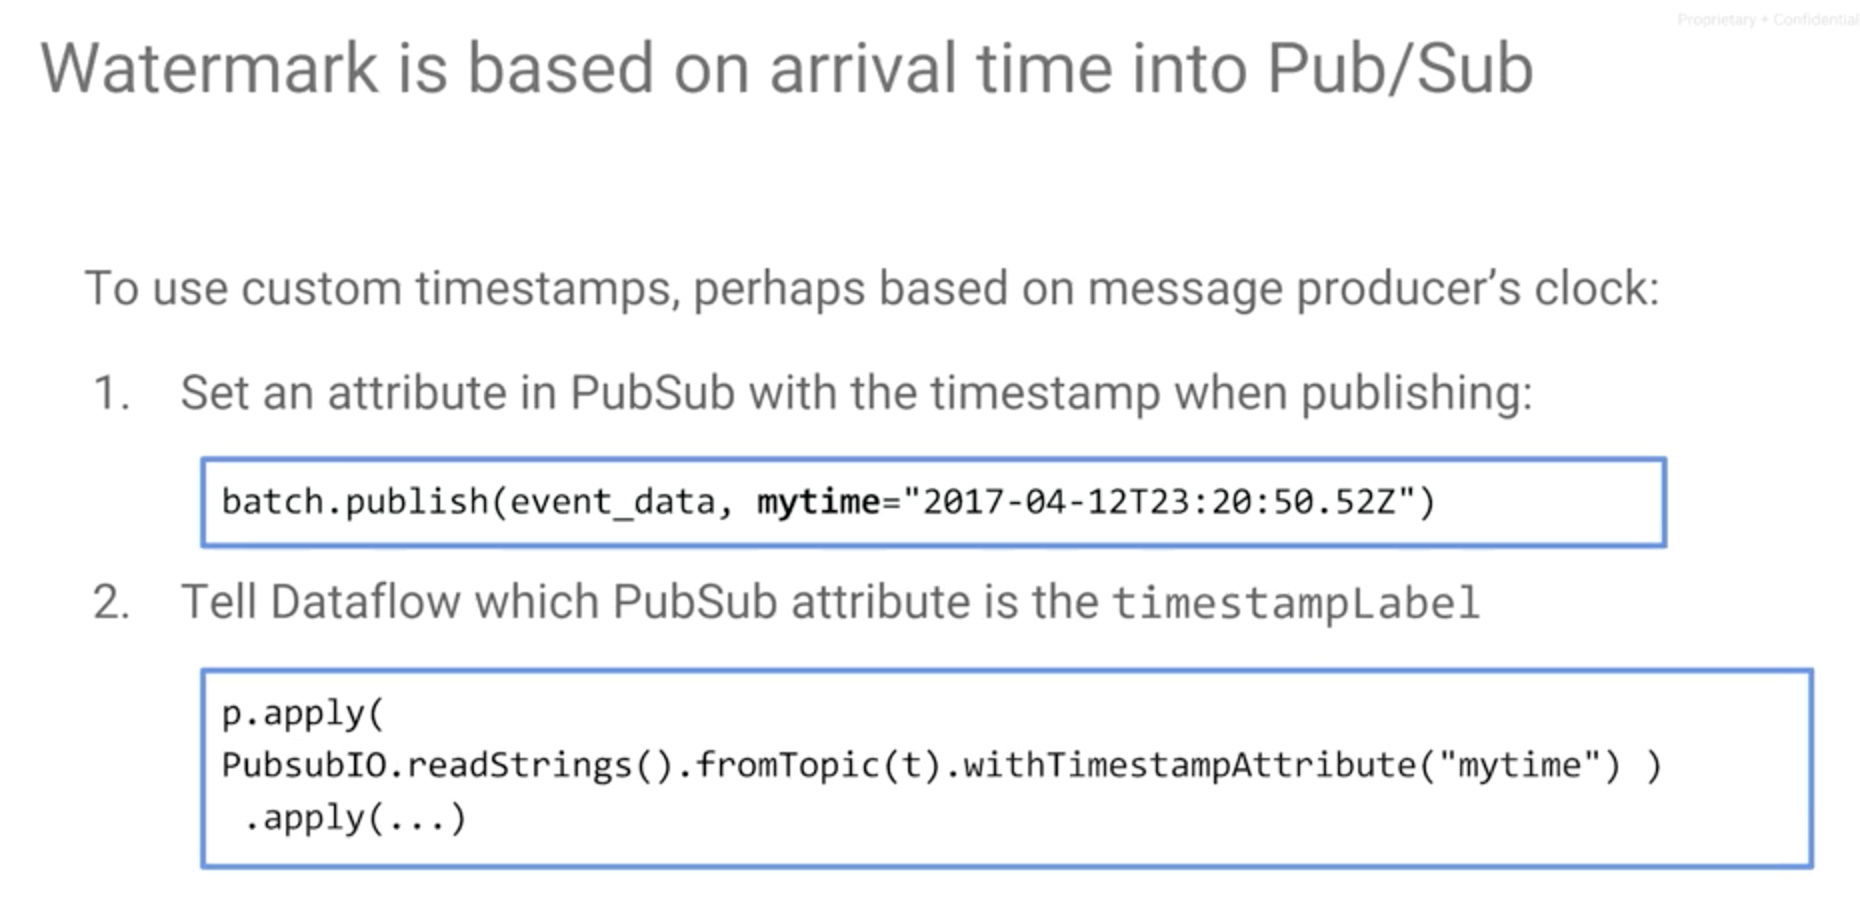 Proprietary + Confidential
Watermark is based on arrival time into Pub/Sub
To use custom timestamps, perhaps based on message producer’s clock:
1. Set an attribute in PubSub with the timestamp when publishing:
batch.publish(event_data, mytime="2017-04-12T23:20:50.52Z")
2. Tell Dataflow which PubSub attribute is the timestampLabel
p.apply(
PubsubIO.readStrings().fromTopic(t).withTimestampAttribute("mytime") )
.apply(...)